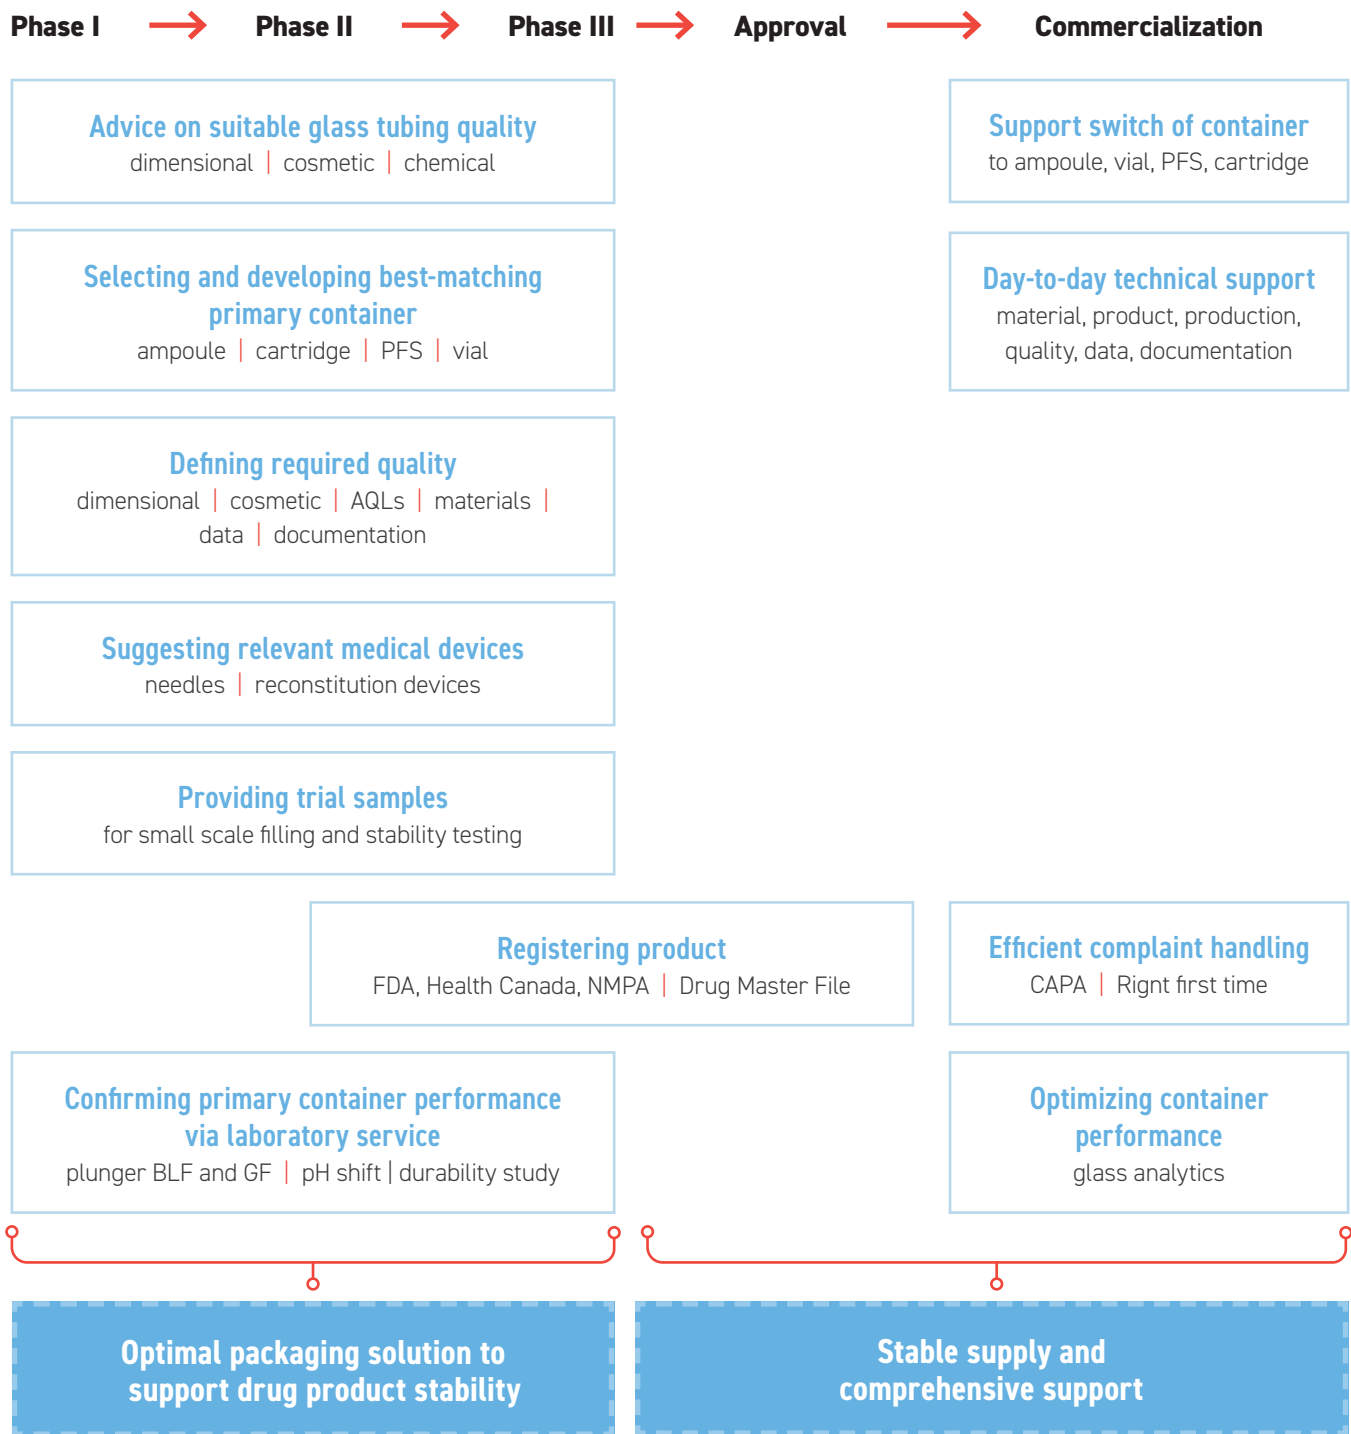 Phase I Phase II Phase III Approval Commercialization
Advice on suitable glass tubing quality
dimensional | cosmetic | chemical
Support switch of container
to ampoule, vial, PFS, cartridge
Selecting and developing best-matching
primary container
ampoule | cartridge | PFS | vial
Day-to-day technical support
material, product, production,
quality, data, documentation
Defining required quality
dimensional | cosmetic | AQLs | materials |
data | documentation
Suggesting relevant medical devices
needles | reconstitution devices
Providing trial samples
for small scale filling and stability testing
Registering product
FDA, Health Canada, NMPA | Drug Master File
Efficient complaint handling
CAPA | Rignt first time
Confirming primary container performance
via laboratory service
plunger BLF and GF | pH shift | durability study
Optimizing container
performance
glass analytics
Optimal packaging solution to
support drug product stability
Stable supply and
comprehensive support